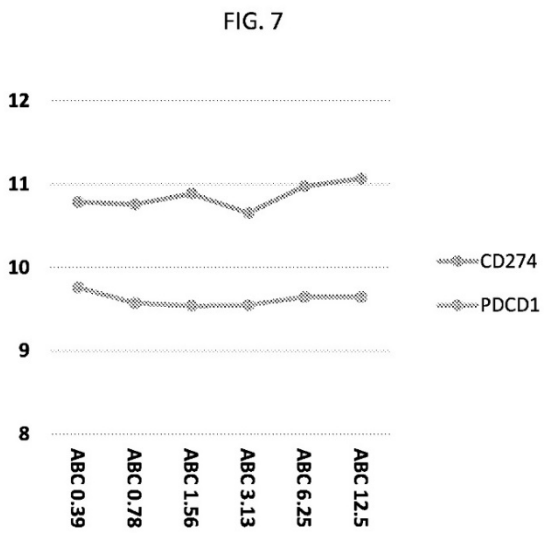 FIG. 7
12
11
10
9
8
CD274
PDCD1
ABC 0.39
ABC 0.78
ABC 1.56
ABC 3.13
ABC 6.25
ABC 12.5